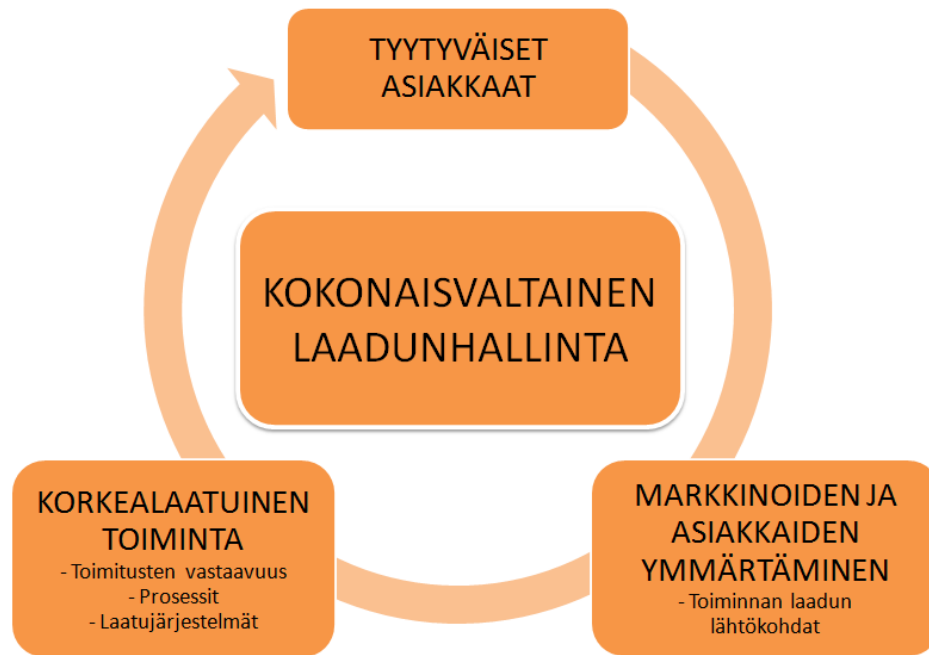 TYYTYVÄISET
ASIAKKAAT
KOKONAISVALTAINEN
LAADUNHALLINTA
KORKEALAATUINEN
TOIMINTA
- Toimitusten vastaavuus
- Prosessit
- Laatujärjestelmät
MARKKINOIDEN JA
ASIAKKAIDEN
YMMÄRTÄMINEN
- Toiminnan laadun
lähtökohdat